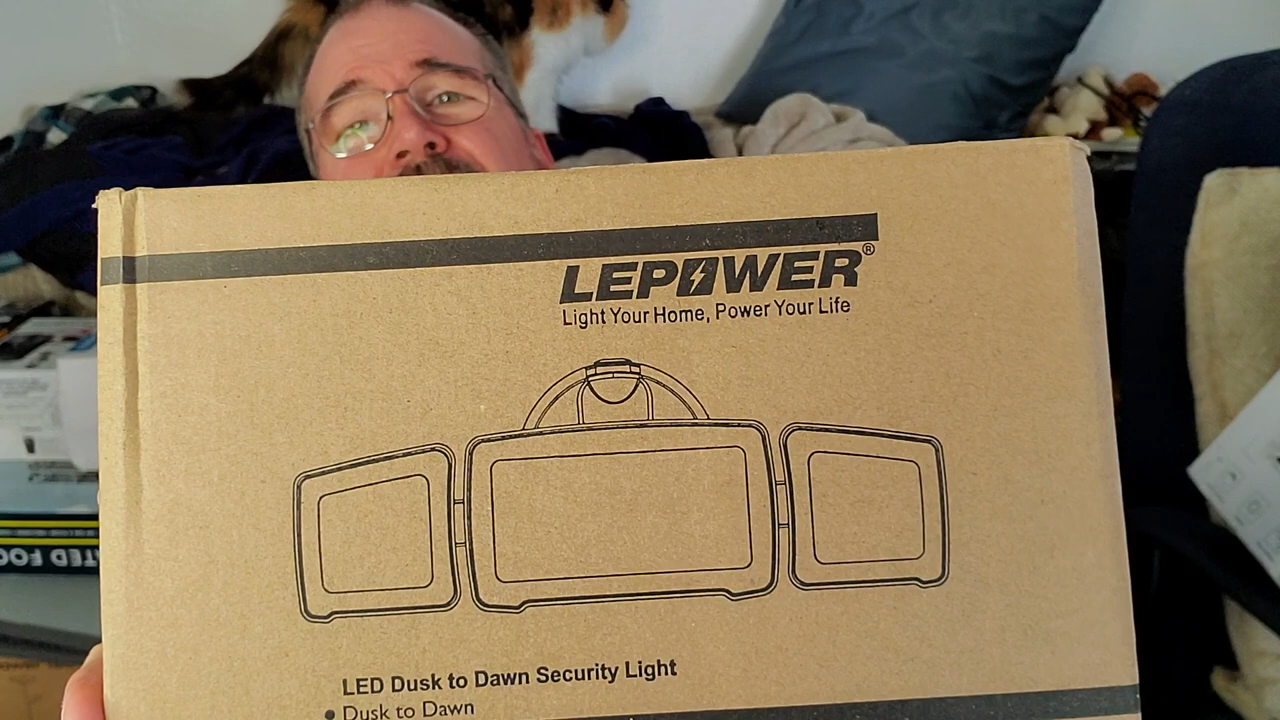 LEPOWER®
Light Your Home, Power Your Life
LED Dusk to Dawn Security Light
• Dusk to Dawn